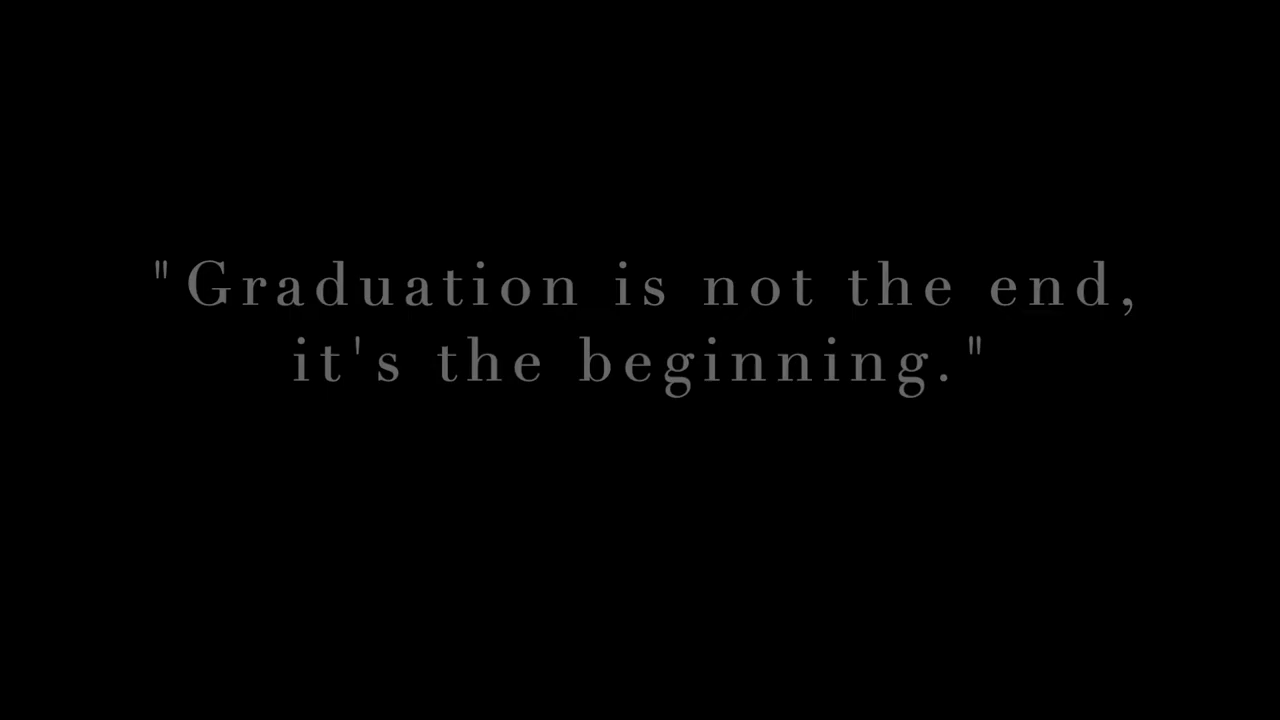 "Graduation is not the end,
it's the beginning."